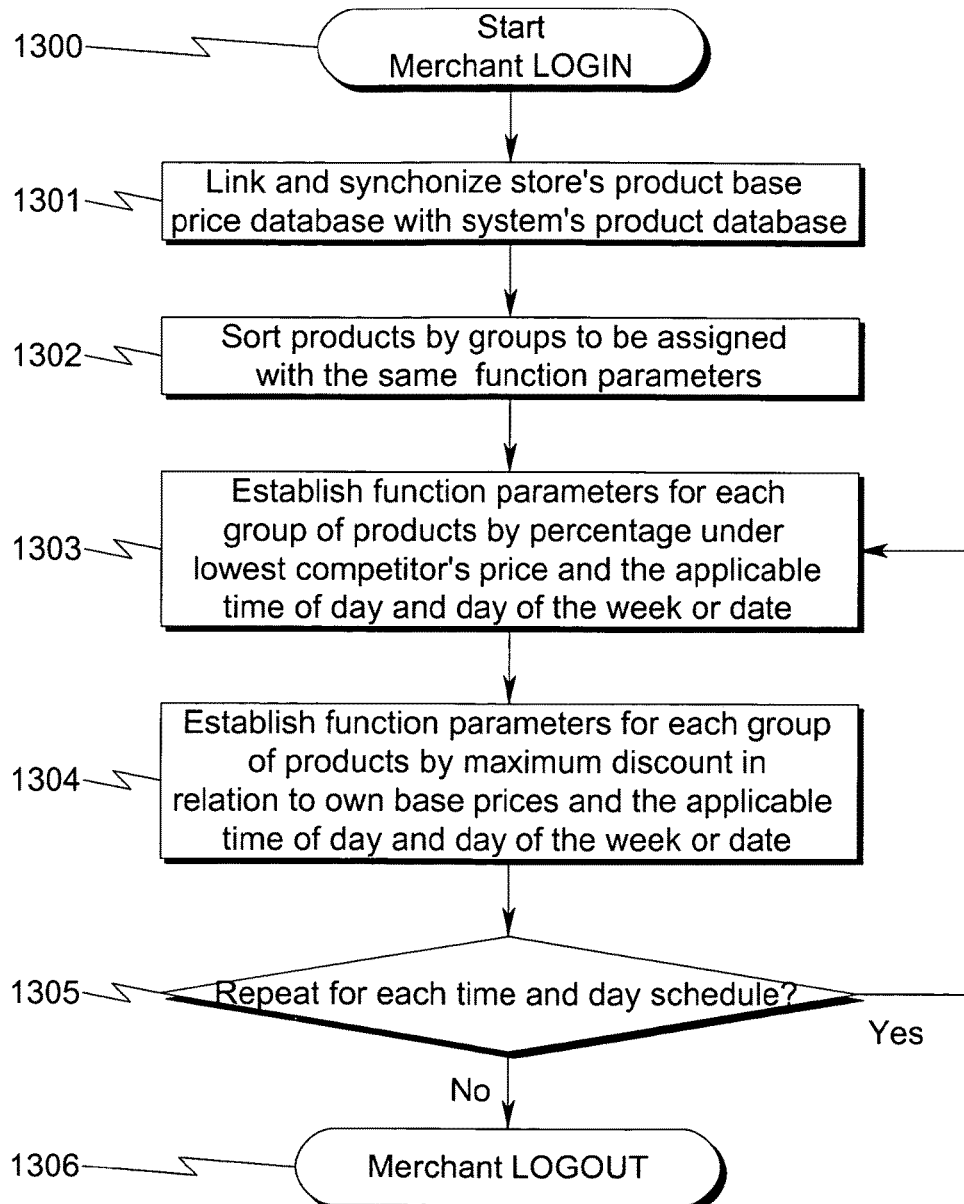 1300
Start
Merchant LOGIN
1301
Link and synchonize store's product base
price database with system's product database
1302
Sort products by groups to be assigned
with the same function parameters
1303
Establish function parameters for each
group of products by percentage under
lowest competitor's price and the applicable
time of day and day of the week or date
1304
Establish function parameters for each group
of products by maximum discount in
relation to own base prices and the applicable
time of day and day of the week or date
1305
Repeat for each time and day schedule?
Yes
No
1306
Merchant LOGOUT